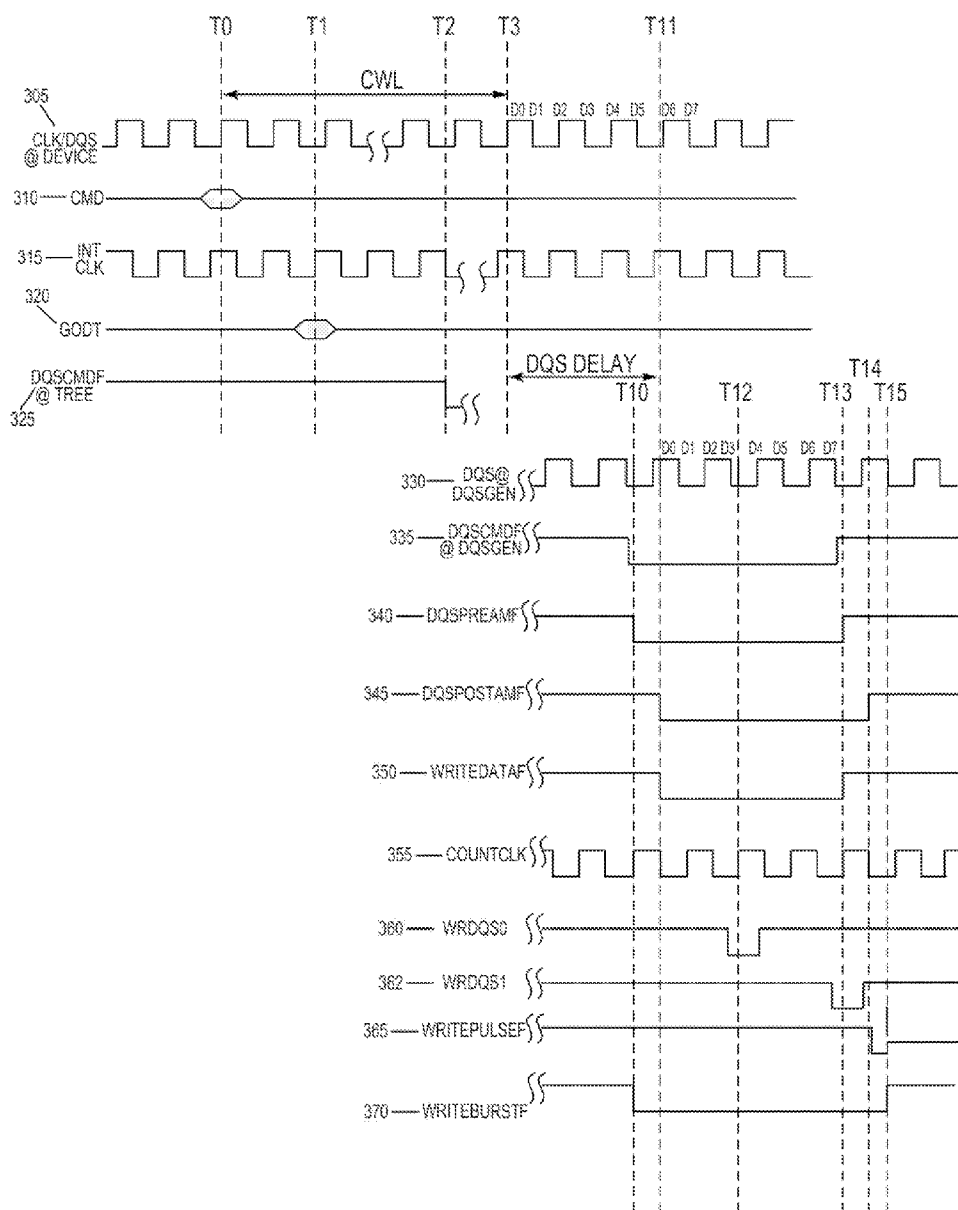 T0 T1 T2 T3 T11
CWL
305
D0 D1 D2 D3 D4 D5 D6 D7
CLK/DQS
@ DEVICE
310 CMD
315 INT
CLK
320
GODT
DQSCMDF
@ TREE
325
DQS DELAY
T14
T10 T12 T13 T15
D0 D1 D2 D3 D4 D5 D6 D7
330 DQS@
DQSGEN
335 DQSCMDF
@ DQSGEN
340 DQSPREAMF
345 DQSPOSTAMF
350 WRITEDATAF
355 COUNTCLK
360 WRDQS0
362 WRDQS1
365 WRITEPULSEF
370 WRITEBURSTF